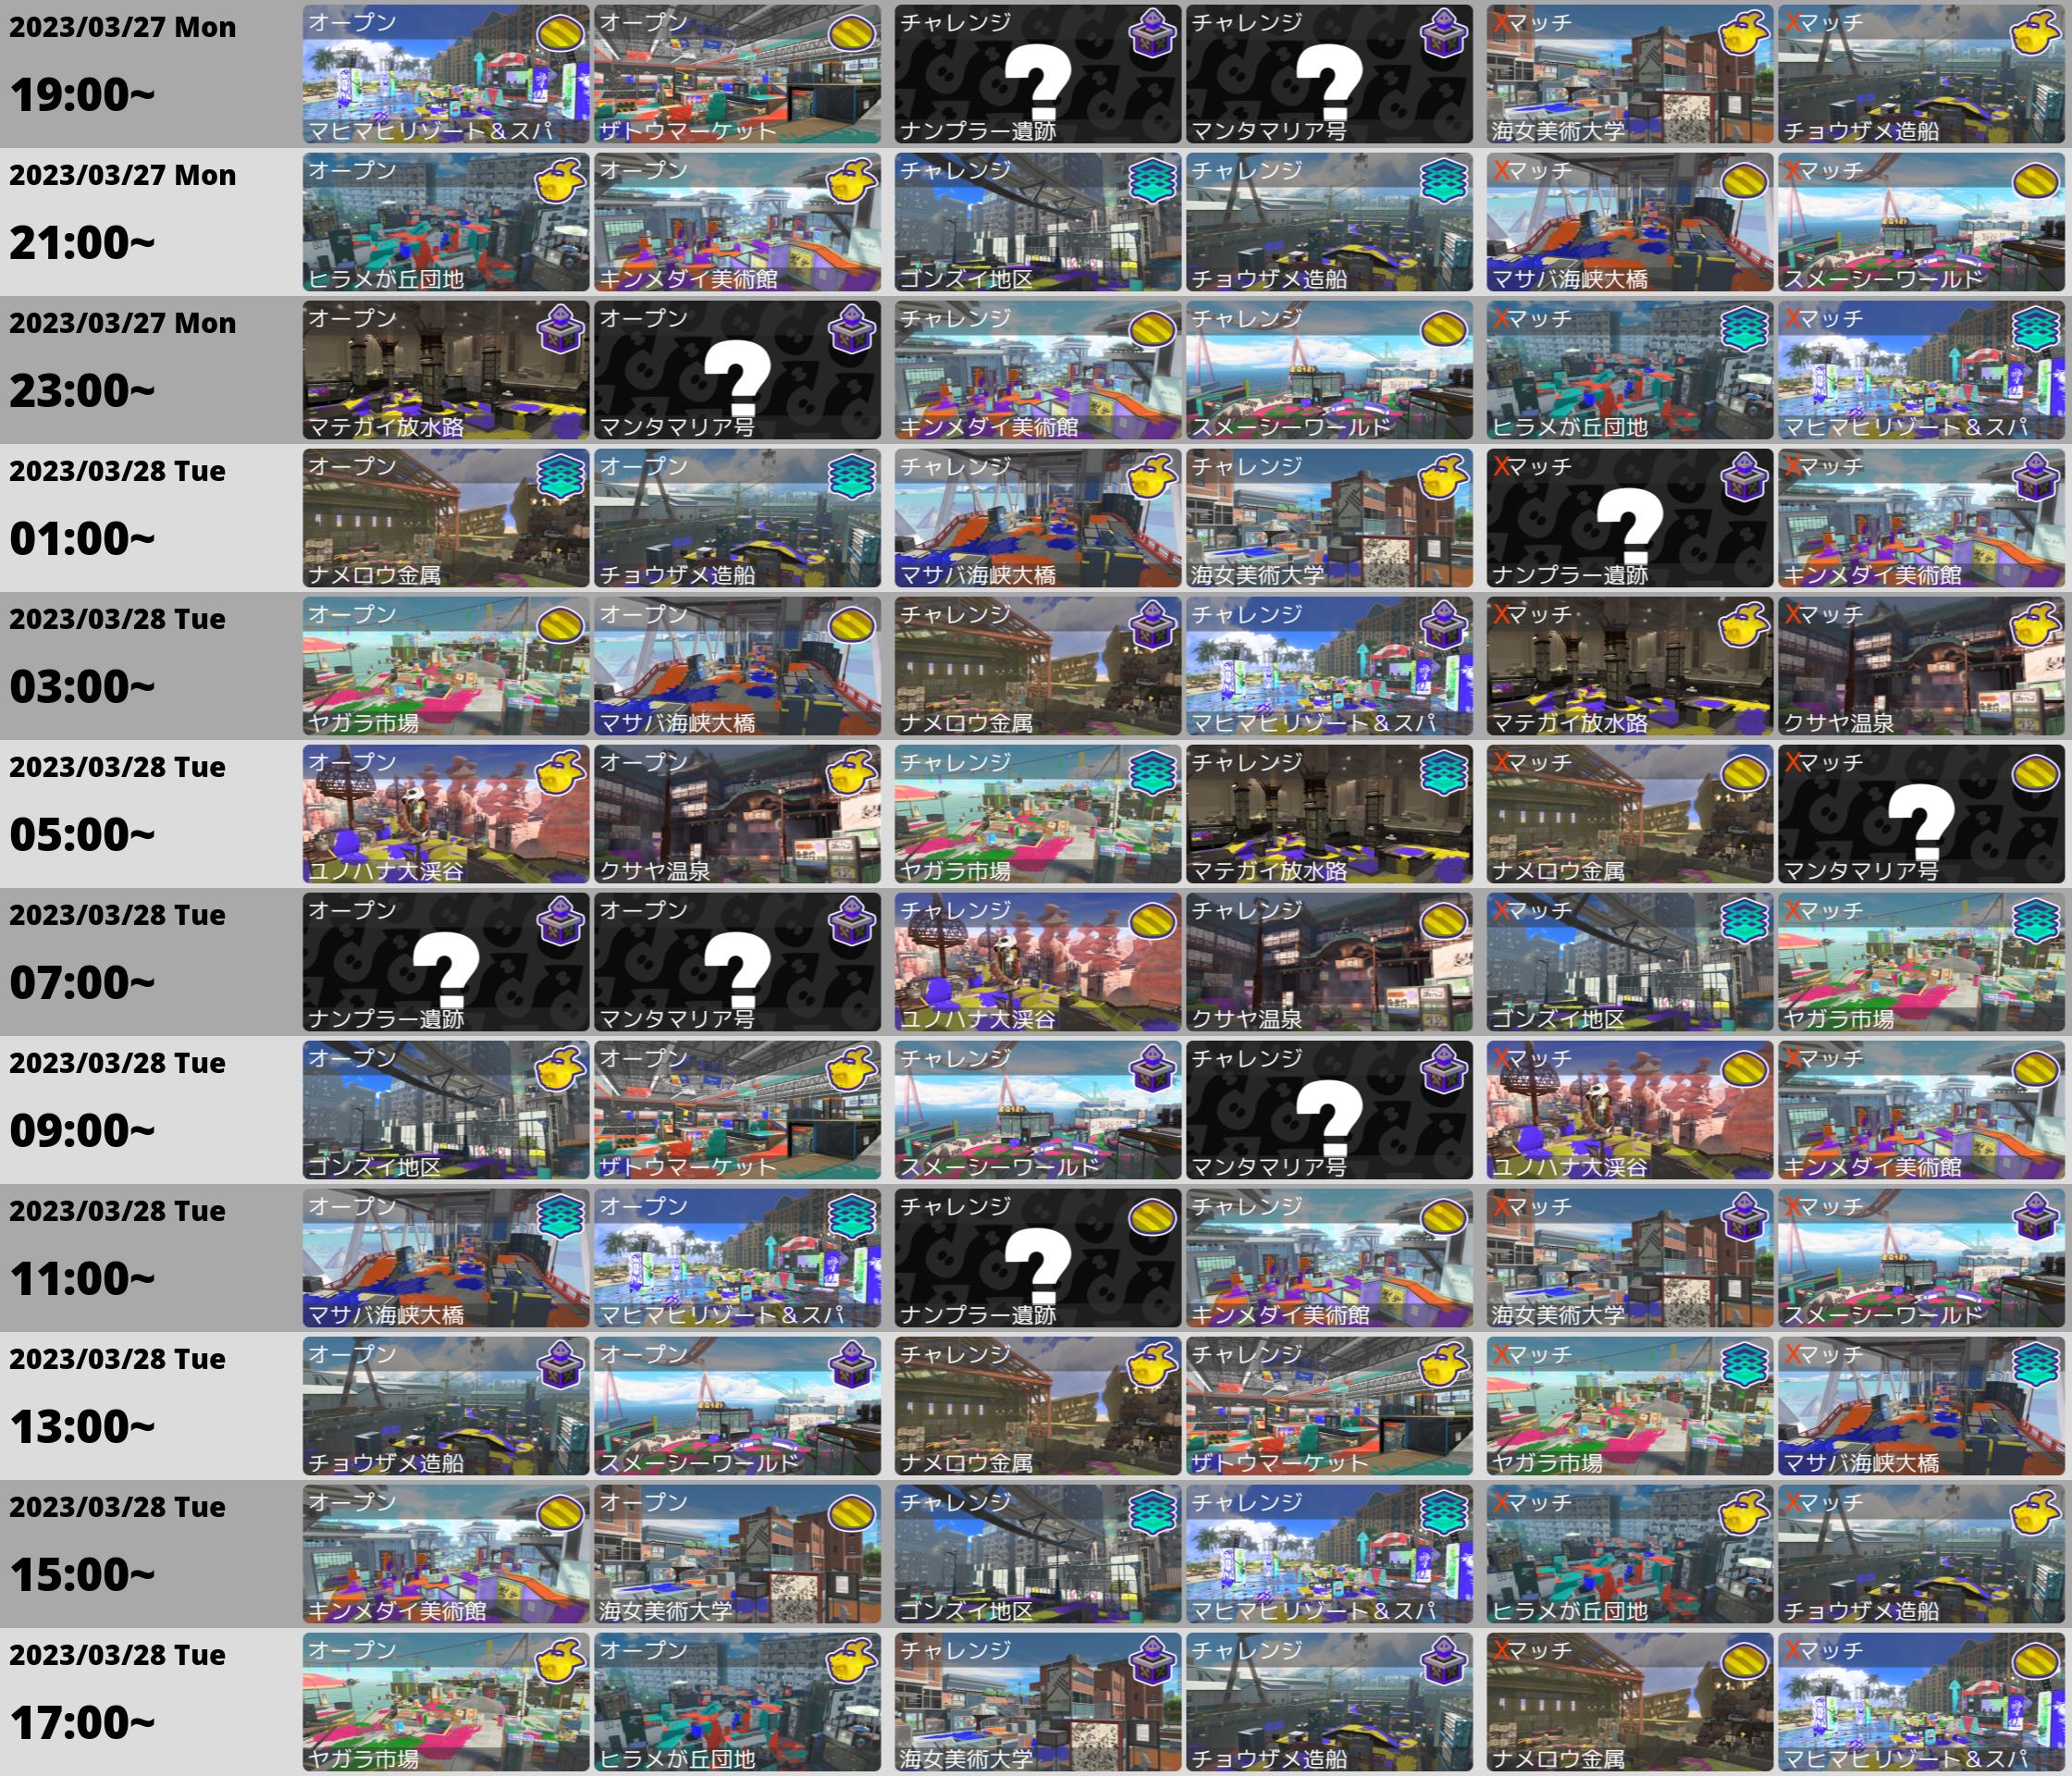 2023/03/27 Mon
19:00~
オープン
マヒマヒリゾート＆スパ
オープン
ザトウマーケット
チャレンジ
ナンプラー遺跡
チャレンジ
マンタマリア号
Xマッチ
海女美術大学
Xマッチ
チョウザメ造船
2023/03/27 Mon
21:00~
オープン
ヒラメが丘団地
オープン
キンメダイ美術館
チャレンジ
ゴンズイ地区
チャレンジ
チョウザメ造船
Xマッチ
マサバ海峡大橋
Xマッチ
スメーシーワールド
2023/03/27 Mon
23:00~
オープン
マテガイ放水路
オープン
マンタマリア号
チャレンジ
キンメダイ美術館
チャレンジ
スメーシーワールド
Xマッチ
ヒラメが丘団地
Xマッチ
マヒマヒリゾート＆スパ
2023/03/28 Tue
01:00~
オープン
ナメロウ金属
オープン
チョウザメ造船
チャレンジ
マサバ海峡大橋
チャレンジ
海女美術大学
Xマッチ
ナンプラー遺跡
Xマッチ
キンメダイ美術館
2023/03/28 Tue
03:00~
オープン
ヤガラ市場
オープン
マサバ海峡大橋
チャレンジ
ナメロウ金属
チャレンジ
マヒマヒリゾート＆スパ
Xマッチ
マテガイ放水路
Xマッチ
クサヤ温泉
2023/03/28 Tue
05:00~
オープン
ユノハナ大渓谷
オープン
クサヤ温泉
チャレンジ
ヤガラ市場
チャレンジ
マテガイ放水路
Xマッチ
ナメロウ金属
Xマッチ
マンタマリア号
2023/03/28 Tue
07:00~
オープン
ナンプラー遺跡
オープン
マンタマリア号
チャレンジ
ユノハナ大渓谷
チャレンジ
クサヤ温泉
Xマッチ
ゴンズイ地区
Xマッチ
ヤガラ市場
2023/03/28 Tue
09:00~
オープン
ゴンズイ地区
オープン
ザトウマーケット
チャレンジ
スメーシーワールド
チャレンジ
マンタマリア号
Xマッチ
ユノハナ大渓谷
Xマッチ
キンメダイ美術館
2023/03/28 Tue
11:00~
オープン
マサバ海峡大橋
オープン
マヒマヒリゾート＆スパ
チャレンジ
ナンプラー遺跡
チャレンジ
キンメダイ美術館
Xマッチ
海女美術大学
Xマッチ
スメーシーワールド
2023/03/28 Tue
13:00~
オープン
チョウザメ造船
オープン
スメーシーワールド
チャレンジ
ナメロウ金属
チャレンジ
ザトウマーケット
Xマッチ
ヤガラ市場
Xマッチ
マサバ海峡大橋
2023/03/28 Tue
15:00~
オープン
キンメダイ美術館
オープン
海女美術大学
チャレンジ
ゴンズイ地区
チャレンジ
マヒマヒリゾート＆スパ
Xマッチ
ヒラメが丘団地
Xマッチ
チョウザメ造船
2023/03/28 Tue
17:00~
オープン
ヤガラ市場
オープン
ヒラメが丘団地
チャレンジ
海女美術大学
チャレンジ
チョウザメ造船
Xマッチ
ナメロウ金属
Xマッチ
マヒマヒリゾート＆スパ